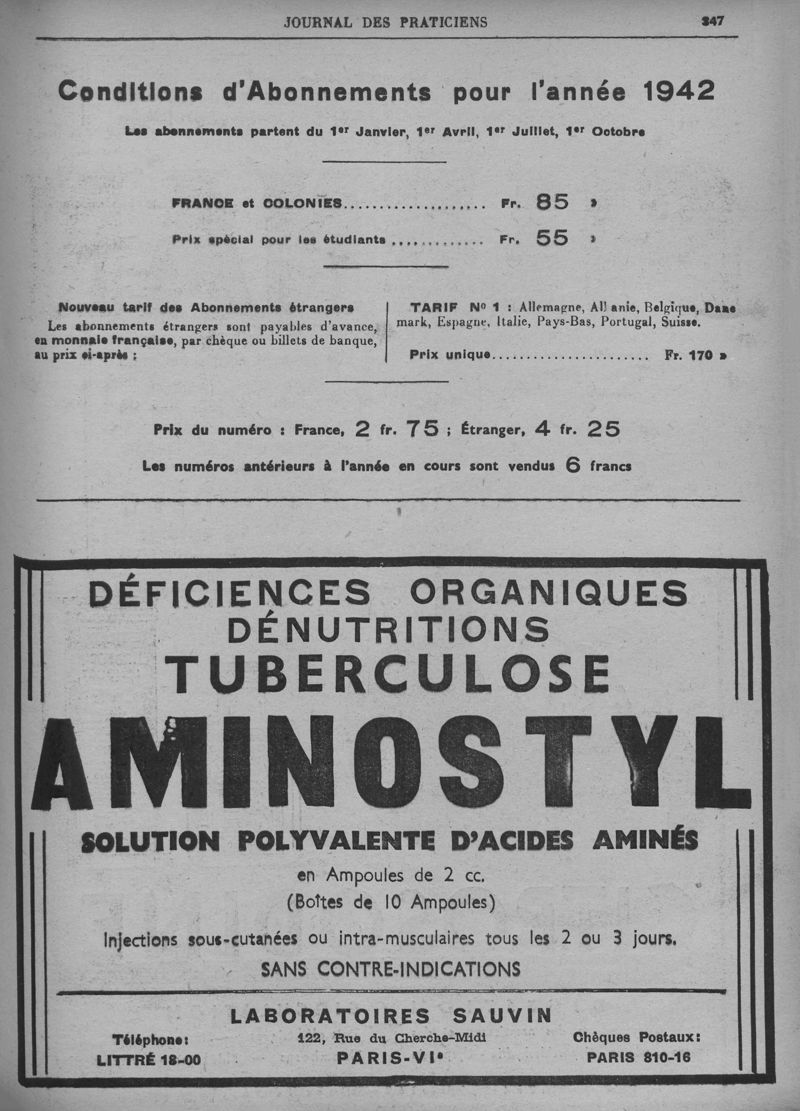 JOURNAL DES PRATICIENS 347
Conditions d'Abonnements pour l'année 1942
Les abonnements partent du 1er Janvier, 1er Avril, 1er Juillet, 1er Octobre
FRANCE et COLONIES.................... Fr. 85 »
Prix spécial pour les étudiants ............. Fr. 55 »
Nouveau tarif des Abonnements étrangers
Les abonnements étrangers sont payables d'avance,
en monnaie française, par chèque ou billets de banque,
au prix ci-après :
TARIF No 1 : Allemagne, Al anie, Belgique, Dane
mark, Espagne, Italie, Pays-Bas, Portugal, Suisse.
Prix unique...................... Fr. 170 »
Prix du numéro : France, 2 fr. 75 ; Étranger, 4 fr. 25
Les numéros antérieurs à l'année en cours sont vendus 6 francs
DÉFICIENCES ORGANIQUES
DÉNUTRITIONS
TUBERCULOSE
AMINOSTYL
SOLUTION POLYVALENTE D'ACIDES AMINÉS
en Ampoules de 2 cc.
(Boîtes de 10 Ampoules)
Injections sous-cutanées ou intra-musculaires tous les 2 ou 3 jours.
SANS CONTRE-INDICATIONS
LABORATOIRES SAUVIN
Téléphone:
LITTRÉ 18-00
122, Rue du Cherche-Midi
PARIS-VIe
Chèques Postaux:
PARIS 810-16